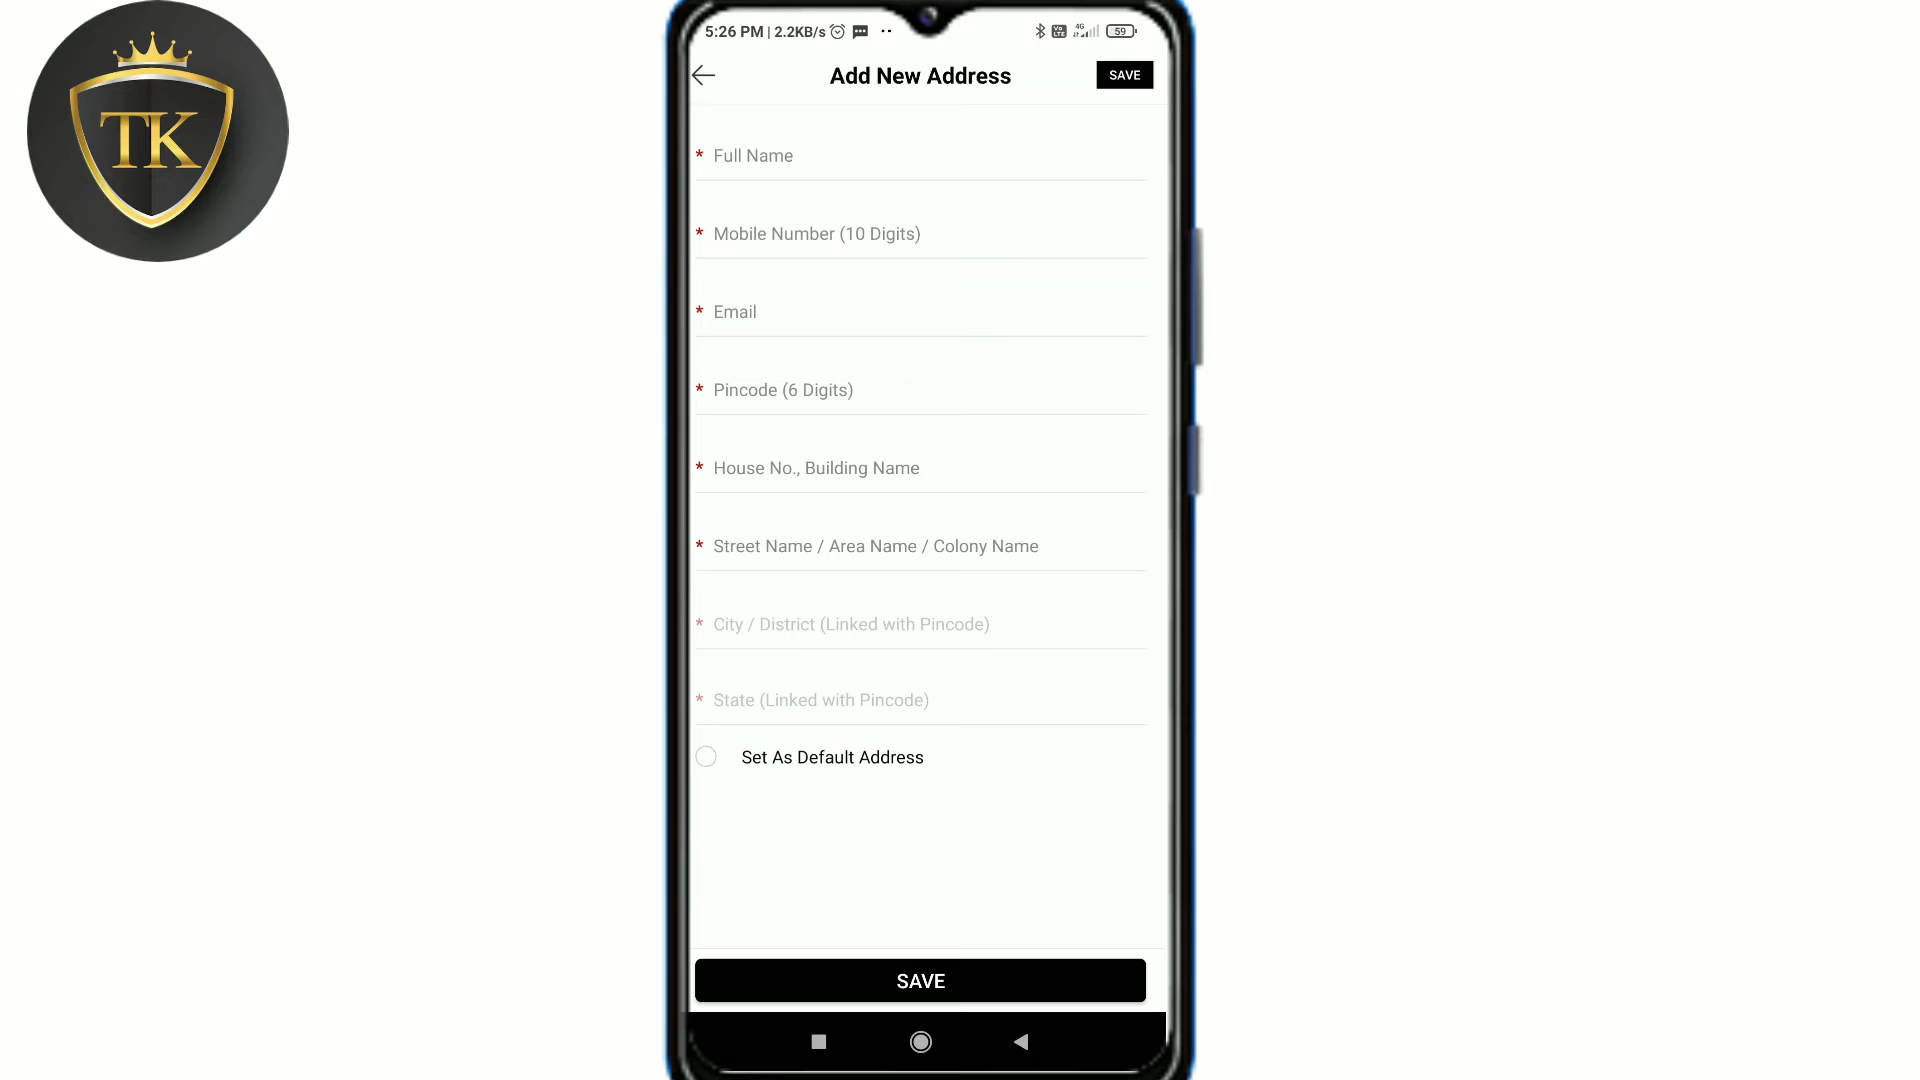 TK
5:26 PM | 2.2KB/s
4G
59
Add New Address
SAVE
* Full Name
* Mobile Number (10 Digits)
* Email
* Pincode (6 Digits)
* House No., Building Name
* Street Name / Area Name / Colony Name
* City / District (Linked with Pincode)
* State (Linked with Pincode)
Set As Default Address
SAVE